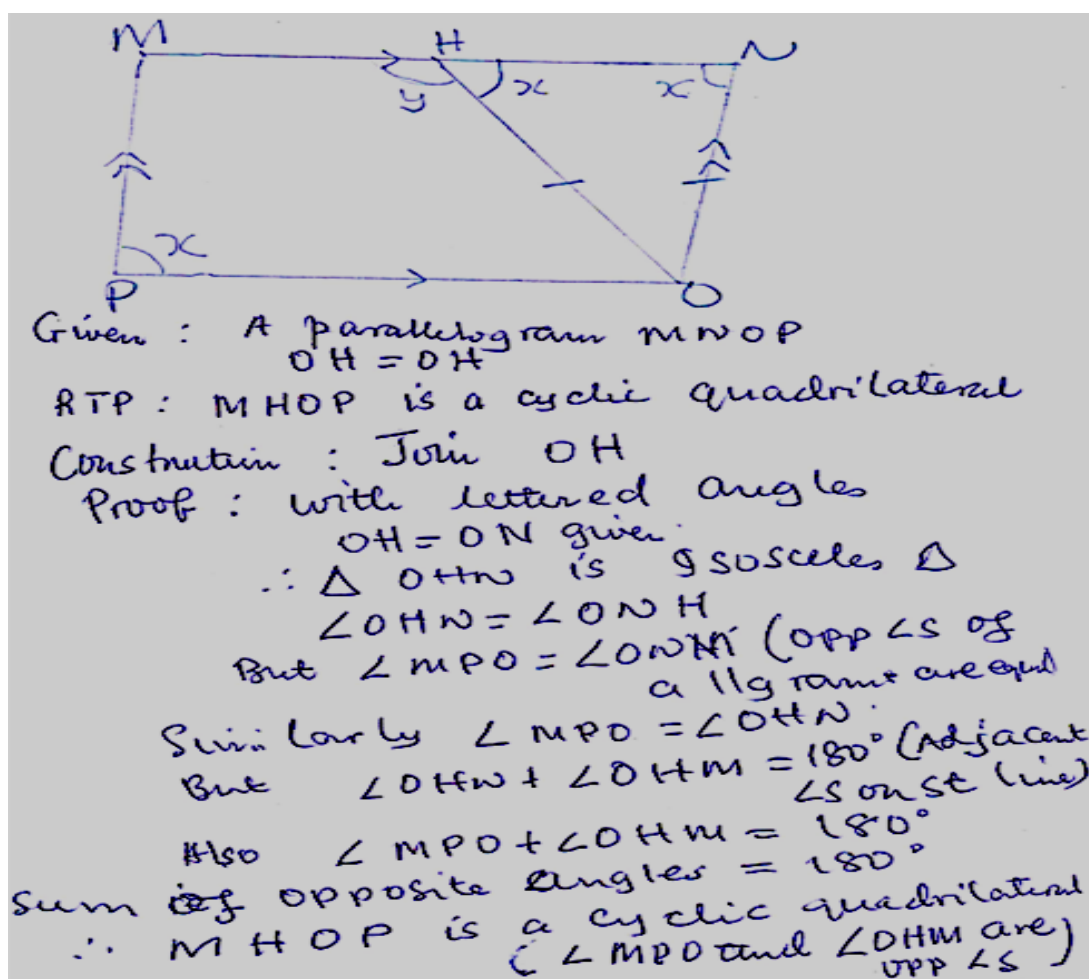 M H N
y x x
x
P O
Given : A parallelogram MNOP
OH = OH
RTP : MHOP is a cyclic quadrilateral
Constrution : Join OH
Proof : with lettered angles
OH = ON given.
∴ Δ OHN is Isosceles Δ
∠OHN = ∠ONH
But ∠MPO = ∠ONM (opp ∠s of
a ||gram are equal
Similarly ∠MPO = ∠OHN.
But ∠OHN + ∠OHM = 180° (Adjacent
∠s on st line)
Also ∠MPO + ∠OHM = 180°
Sum of opposite angles = 180°
∴ MHOP is a cyclic quadrilateral
(∠MPO and ∠OHM are)
opp ∠s